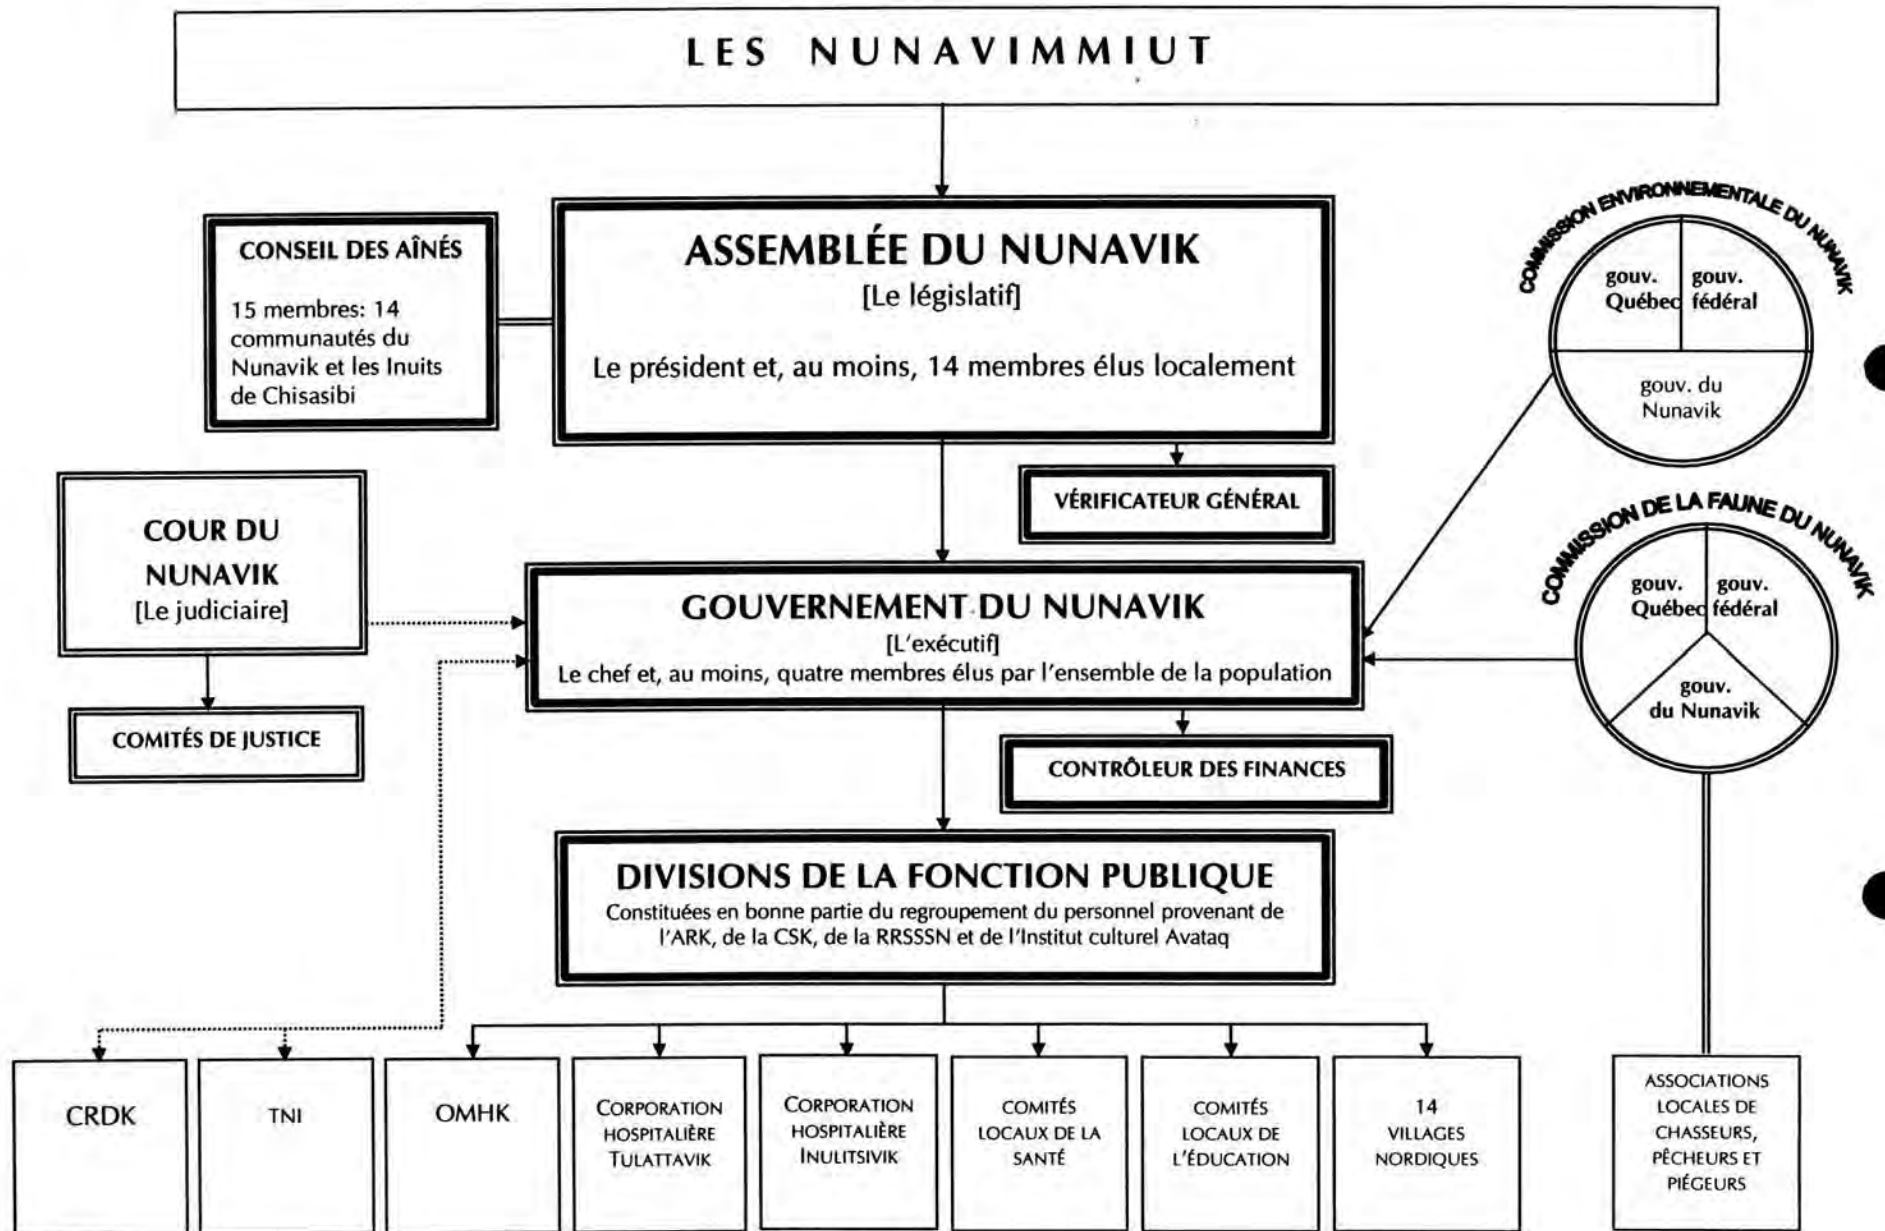 LES NUNAVIMMIUT
CONSEIL DES AÎNÉS
15 membres: 14
communautés du
Nunavik et les Inuits
de Chisasibi
ASSEMBLÉE DU NUNAVIK
[Le législatif]
Le président et, au moins, 14 membres élus localement
COMMISSION ENVIRONNEMENTALE DU NUNAVIK
gouv.
Québec
gouv.
fédéral
gouv. du
Nunavik
VÉRIFICATEUR GÉNÉRAL
COUR DU
NUNAVIK
[Le judiciaire]
COMITÉS DE JUSTICE
GOUVERNEMENT DU NUNAVIK
[L'exécutif]
Le chef et, au moins, quatre membres élus par l'ensemble de la population
COMMISSION DE LA FAUNE DU NUNAVIK
gouv.
Québec
gouv.
fédéral
gouv.
du Nunavik
CONTRÔLEUR DES FINANCES
DIVISIONS DE LA FONCTION PUBLIQUE
Constituées en bonne partie du regroupement du personnel provenant de
l'ARK, de la CSK, de la RRSSSN et de l'Institut culturel Avataq
CRDK
TNI
OMHK
CORPORATION
HOSPITALIÈRE
TULATTAVIK
CORPORATION
HOSPITALIÈRE
INULITSIVIK
COMITÉS
LOCAUX DE LA
SANTÉ
COMITÉS
LOCAUX DE
L'ÉDUCATION
14
VILLAGES
NORDIQUES
ASSOCIATIONS
LOCALES DE
CHASSEURS,
PÊCHEURS ET
PIÉGEURS